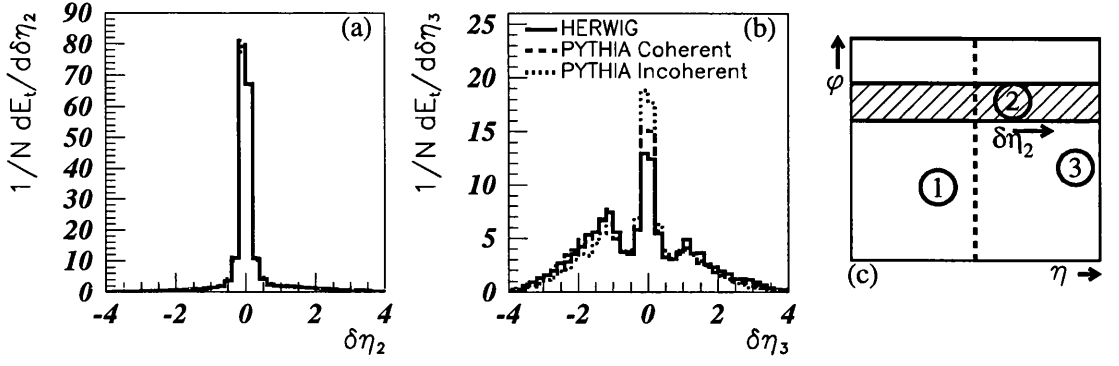 1/N dE_t/dδη_2
90
80
70
60
50
40
30
20
10
0
(a)
-4
-2
0
2
4
δη_2
1/N dE_t/dδη_3
25
20
15
10
5
0
(b)
HERWIG
PYTHIA Coherent
PYTHIA Incoherent
-4
-2
0
2
4
δη_3
φ
2
δη_2
1
3
(c)
η